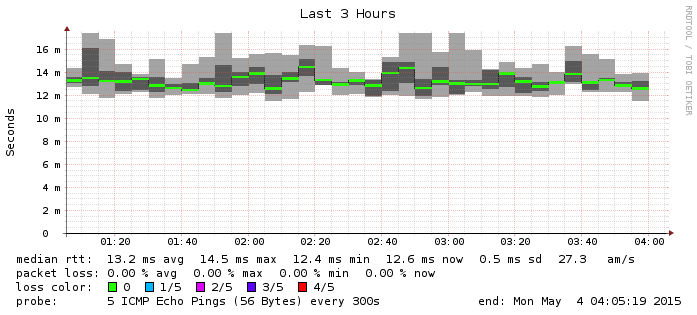 Last 3 Hours
RRDTOOL / TOBI OETIKER
Seconds
16 m
14 m
12 m
10 m
8 m
6 m
4 m
2 m
0
01:20 01:40 02:00 02:20 02:40 03:00 03:20 03:40 04:00
median rtt: 13.2 ms avg 14.5 ms max 12.4 ms min 12.6 ms now 0.5 ms sd 27.3 am/s
packet loss: 0.00 % avg 0.00 % max 0.00 % min 0.00 % now
loss color: 0 1/5 2/5 3/5 4/5
probe: 5 ICMP Echo Pings (56 Bytes) every 300s end: Mon May 4 04:05:19 2015